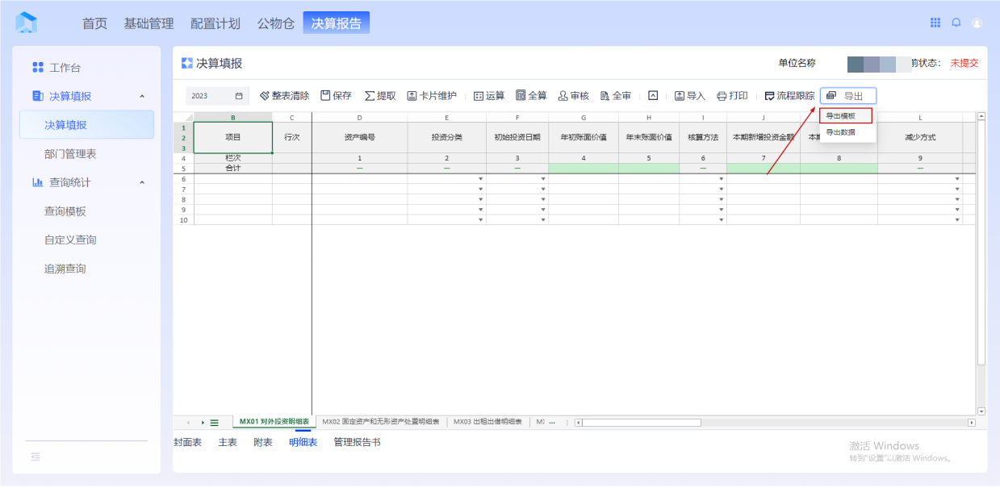 首页 基础管理 配置计划 公物仓 决算报告
工作台
决算填报
决算填报
部门管理表
查询统计
查询模板
自定义查询
追溯查询
决算填报
单位名称 前状态： 未提交
2023 整表清除 保存 提取 卡片维护 运算 全算 审核 全审 导入 打印 流程跟踪 导出
导出模板
导出数据
B C D E F G H I J L
1
2
3
项目 行次 资产编号 投资分类 初始投资日期 年初账面价值 年末账面价值 核算方法 本期新增投资金额 本期 减少方式
4 栏次 1 2 3 4 5 6 7 8 9
5 合计 — — — — —
6
7
8
9
10
MX01 对外投资明细表 MX02 固定资产和无形资产处置明细表 MX03 出租出借明细表 MX ...
封面表 主表 附表 明细表 管理报告书
激活 Windows
转到"设置"以激活 Windows。